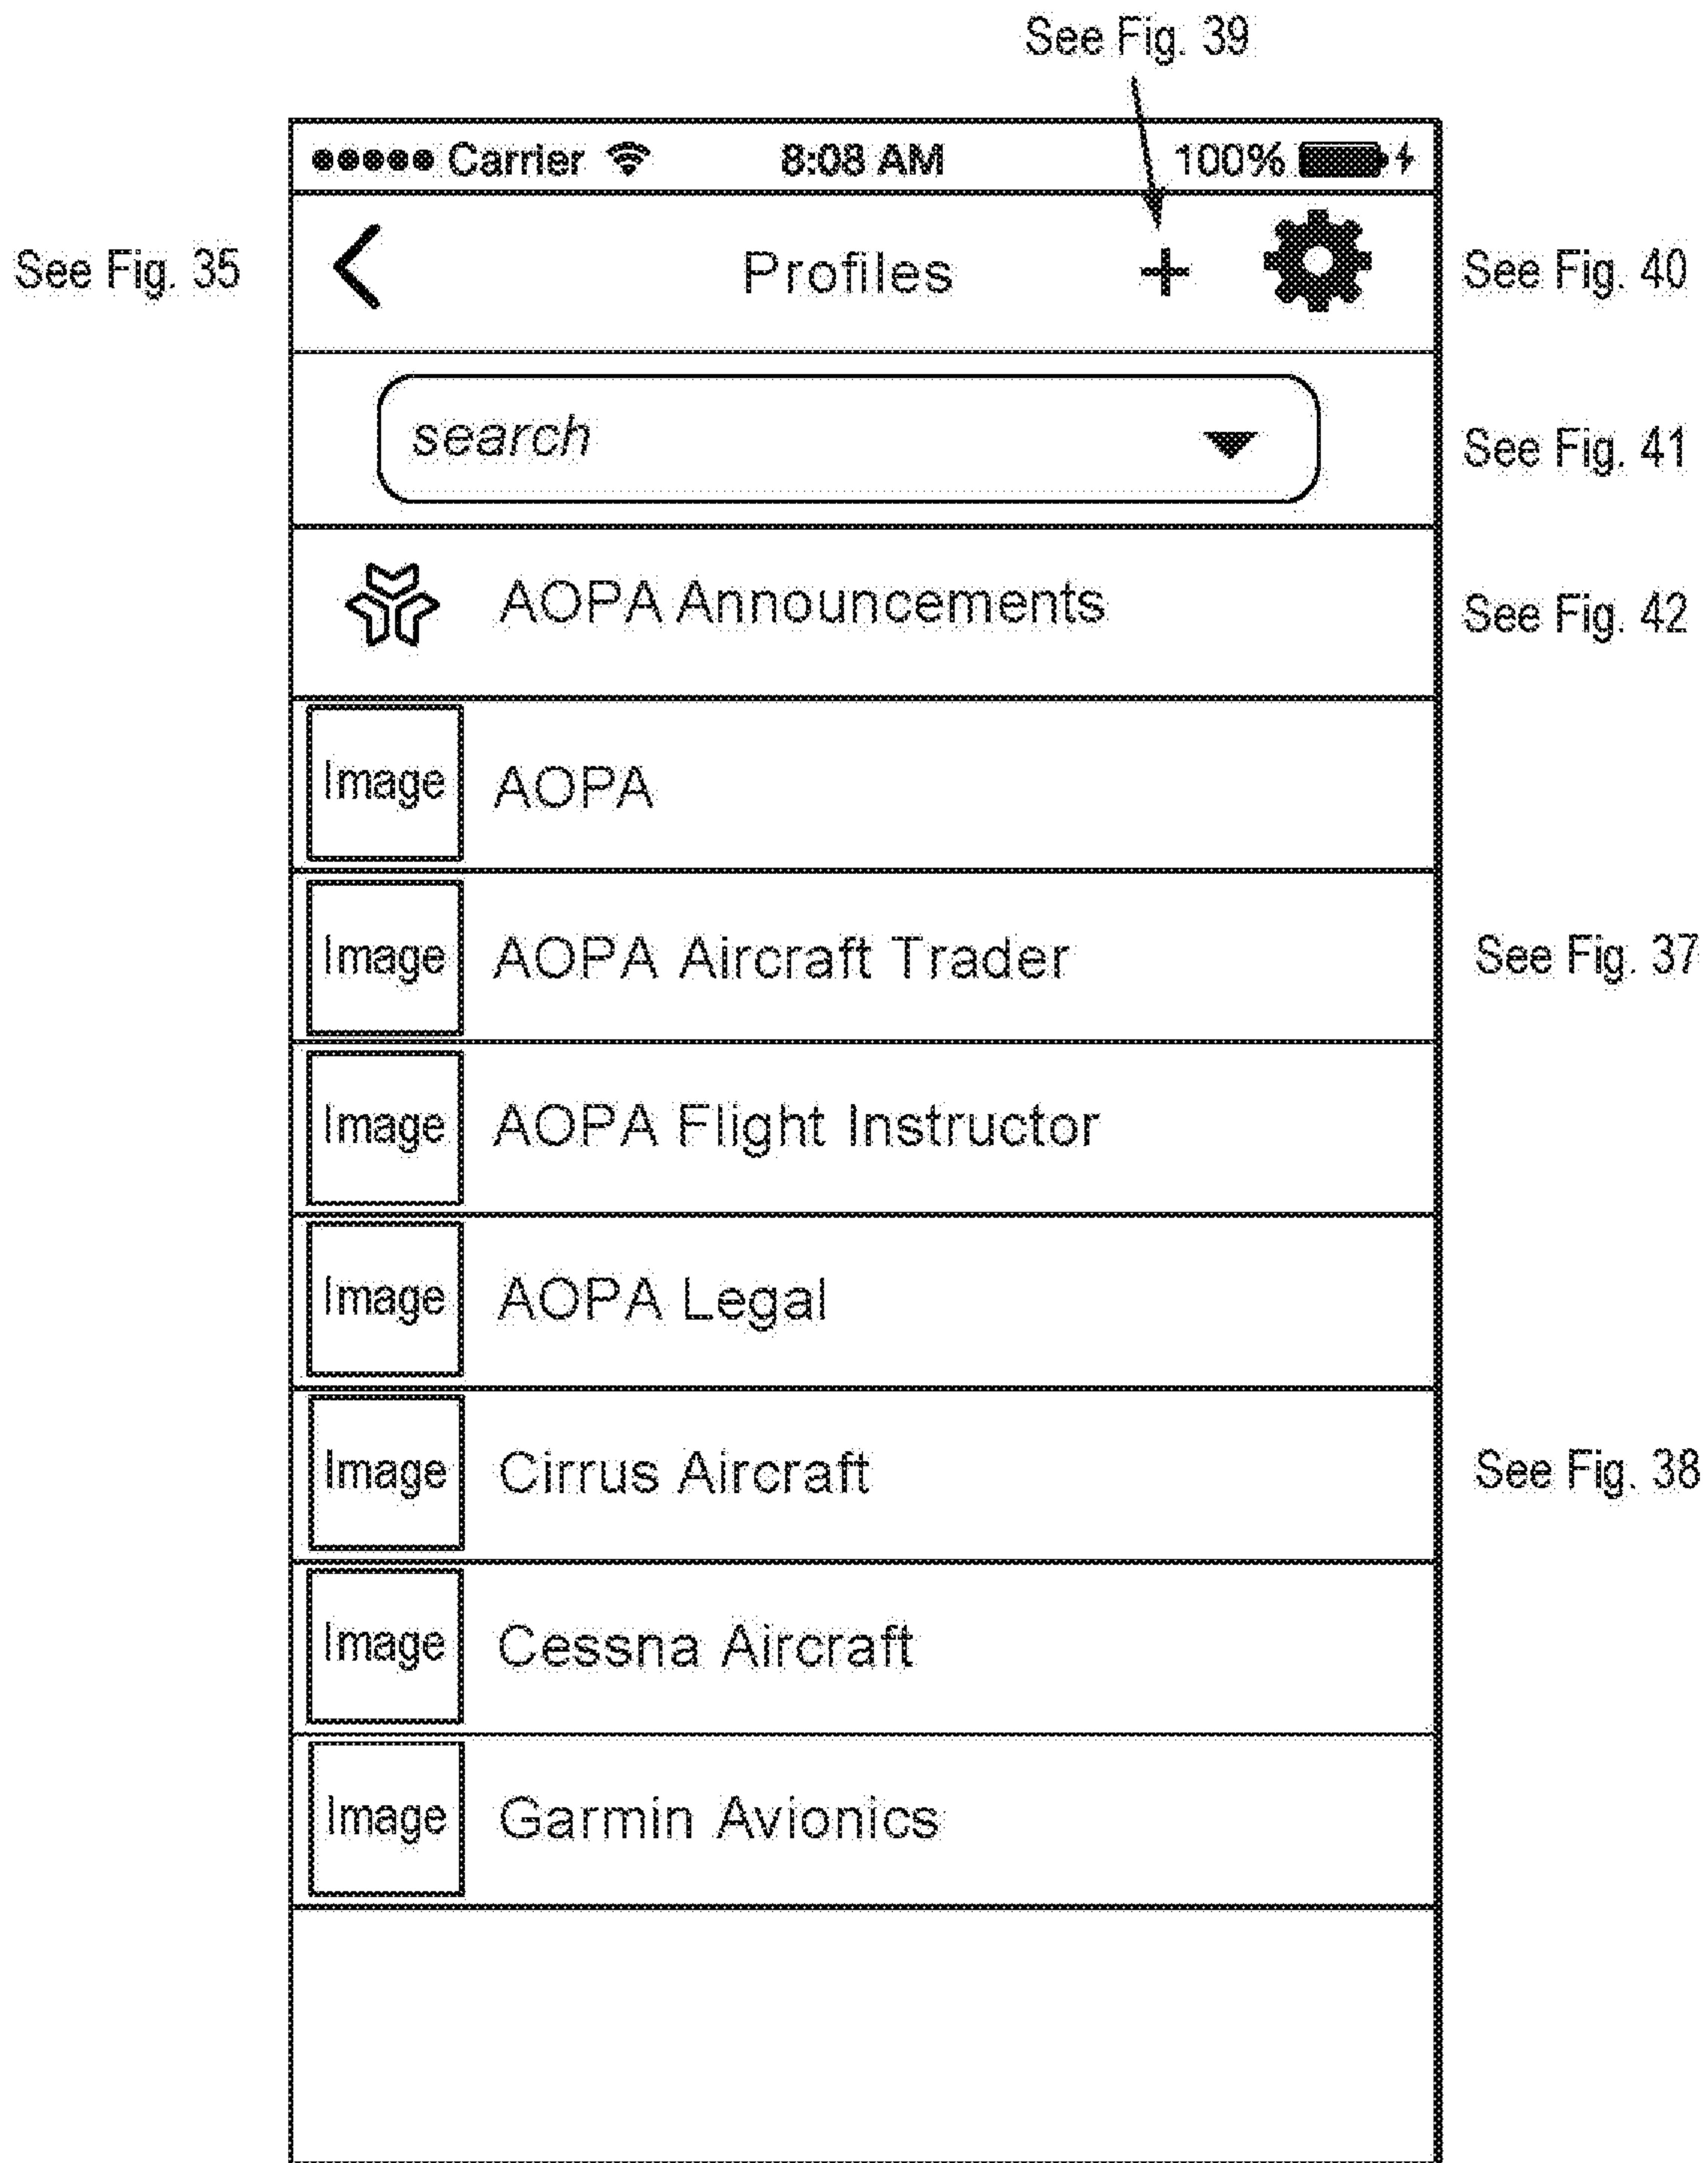 See Fig. 39
Carrier 8:08 AM 100%
See Fig. 35 Profiles + See Fig. 40
search See Fig. 41
AOPA Announcements See Fig. 42
Image AOPA
Image AOPA Aircraft Trader See Fig. 37
Image AOPA Flight Instructor
Image AOPA Legal
Image Cirrus Aircraft See Fig. 38
Image Cessna Aircraft
Image Garmin Avionics